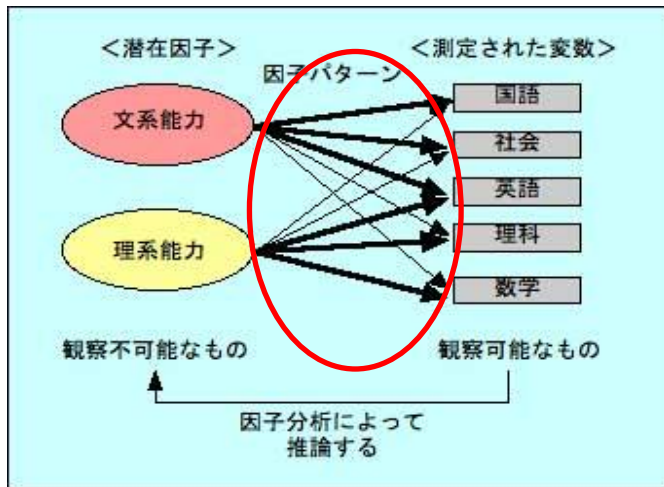 ＜潜在因子＞
＜測定された変数＞
因子パターン
文系能力
理系能力
国語
社会
英語
理科
数学
観察不可能なもの
観察可能なもの
因子分析によって
推論する